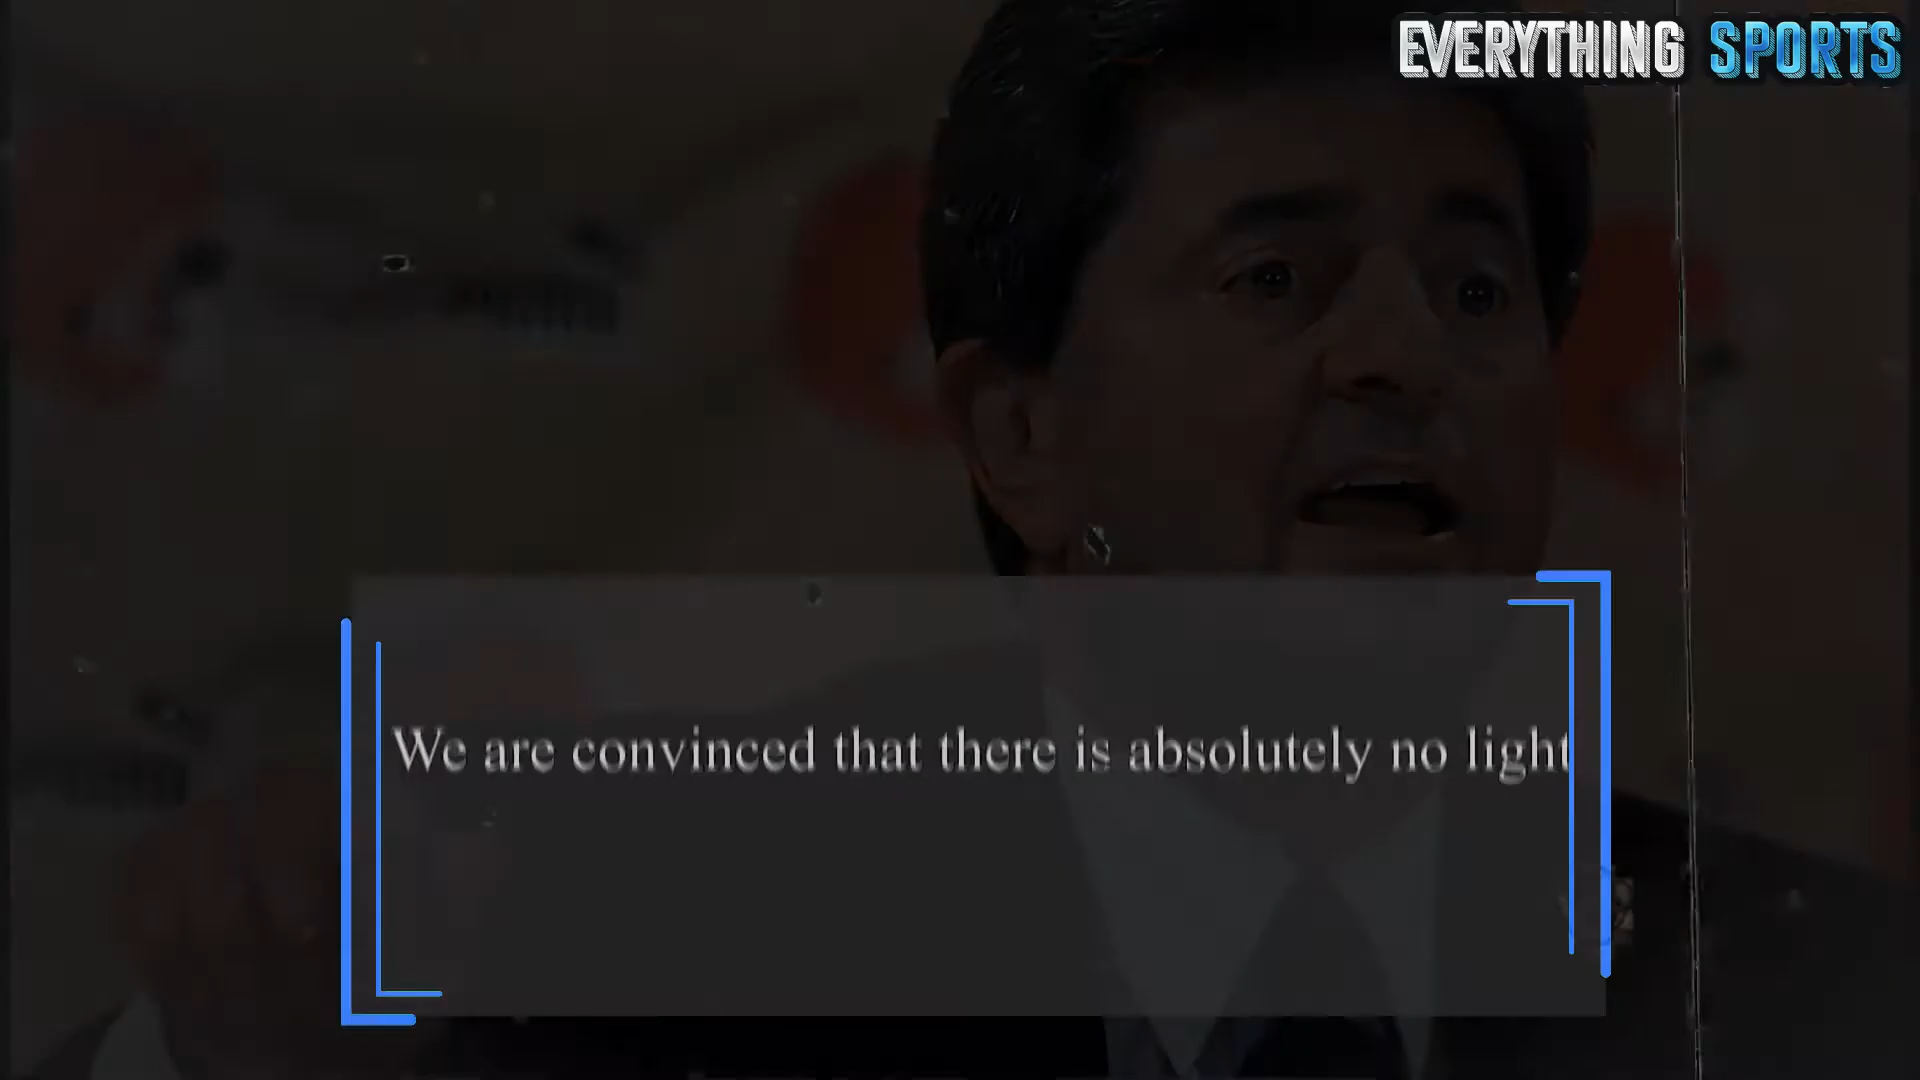 EVERYTHING SPORTS
We are convinced that there is absolutely no light